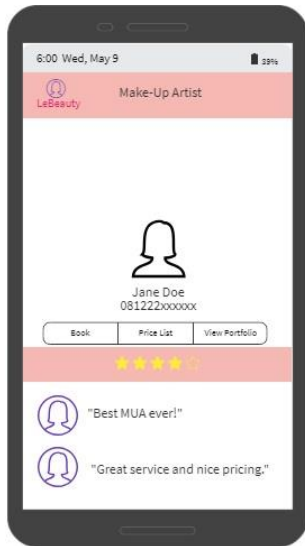 6:00 Wed, May 9 33%
LeBeauty
Make-Up Artist
Jane Doe
081222xxxxxx
Book Price List View Portfolio
"Best MUA ever!"
"Great service and nice pricing."